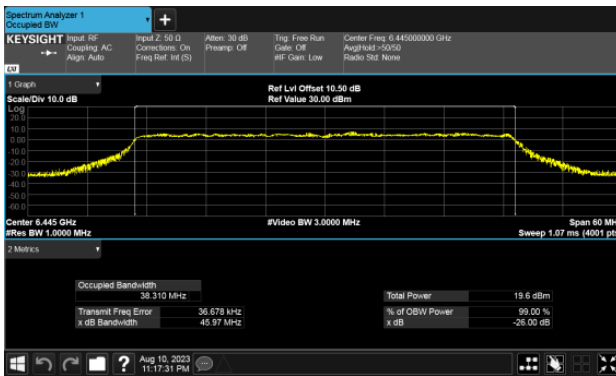 Spectrum Analyzer 1
Occupied BW
KEYSIGHT
Input: RF
Coupling: AC
Align: Auto
Input Z: 50 Ω
Corrections: On
Freq Ref: Int (S)
Atten: 30 dB
Preamp: Off
Trig: Free Run
Gate: Off
#IF Gain: Low
Center Freq: 6.445000000 GHz
Avg|Hold:>50/50
Radio Std: None
LXI
1 Graph
Scale/Div 10.0 dB
Ref Lvl Offset 10.50 dB
Ref Value 30.00 dBm
Log
20.0
10.0
0.00
-10.0
-20.0
-30.0
-40.0
-50.0
-60.0
Center 6.445 GHz
#Res BW 1.0000 MHz
#Video BW 3.0000 MHz
Span 60 MH
Sweep 1.07 ms (4001 pts
2 Metrics
Occupied Bandwidth
38.310 MHz
Transmit Freq Error 36.678 kHz
x dB Bandwidth 45.97 MHz
Total Power 19.6 dBm
% of OBW Power 99.00 %
x dB -26.00 dB
?
Aug 10, 2023
11:17:31 PM